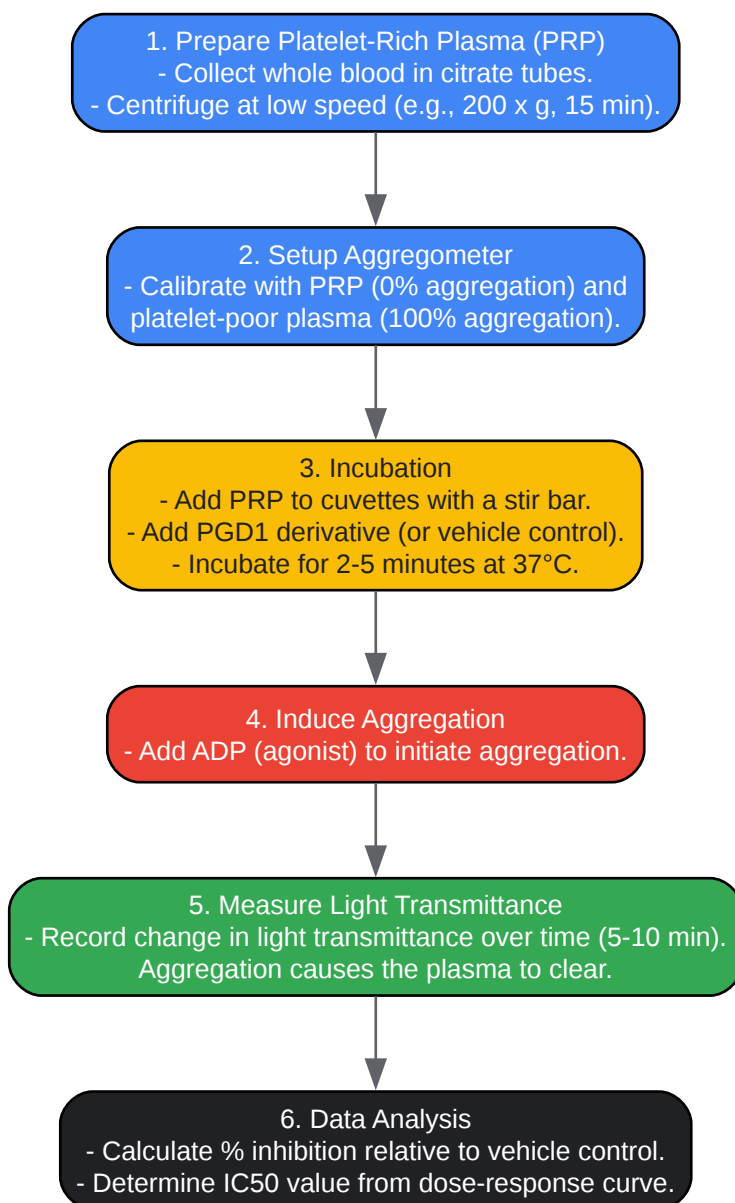 1. Prepare Platelet-Rich Plasma (PRP)
- Collect whole blood in citrate tubes.
- Centrifuge at low speed (e.g., 200 x g, 15 min).
2. Setup Aggregometer
- Calibrate with PRP (0% aggregation) and
platelet-poor plasma (100% aggregation).
3. Incubation
- Add PRP to cuvettes with a stir bar.
- Add PGD1 derivative (or vehicle control).
- Incubate for 2-5 minutes at 37°C.
4. Induce Aggregation
- Add ADP (agonist) to initiate aggregation.
5. Measure Light Transmittance
- Record change in light transmittance over time (5-10 min).
Aggregation causes the plasma to clear.
6. Data Analysis
- Calculate % inhibition relative to vehicle control.
- Determine IC50 value from dose-response curve.